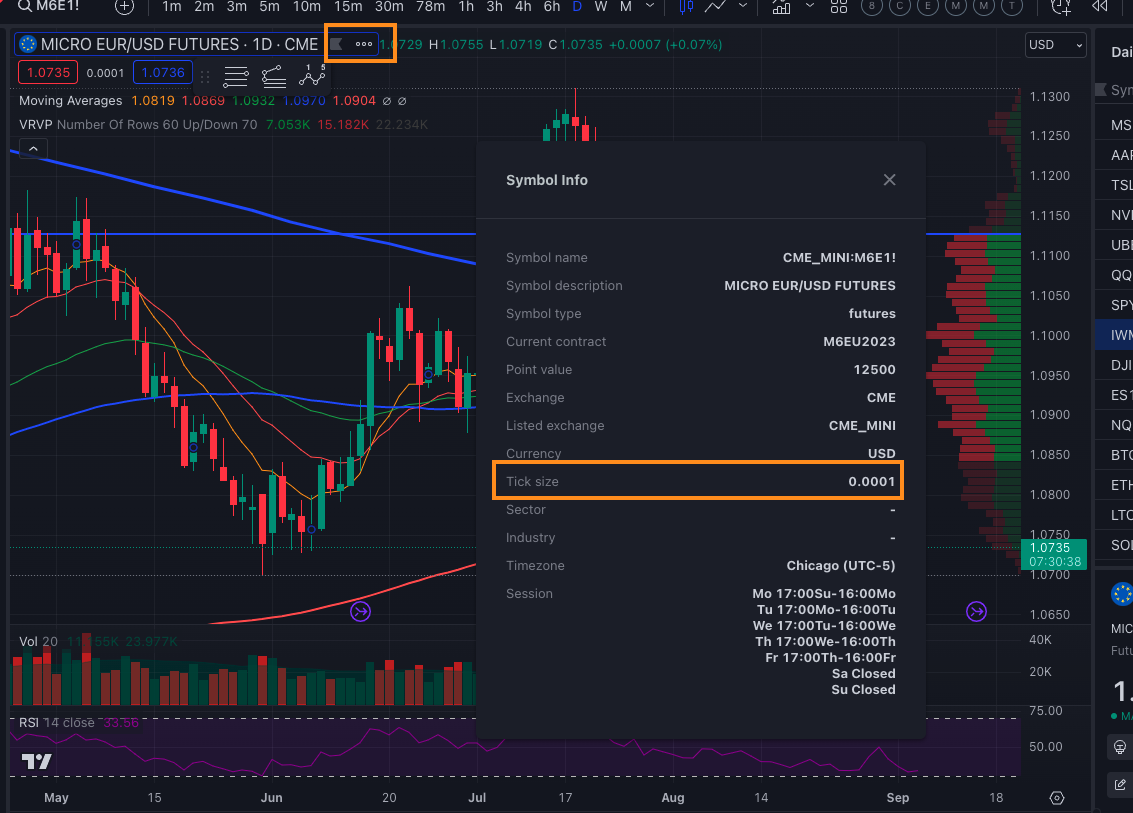 M6E1! 1m 2m 3m 5m 10m 15m 30m 78m 1h 3h 4h 6h D W M 8 C E M M T
MICRO EUR/USD FUTURES · 1D · CME 1.0729 H1.0755 L1.0719 C1.0735 +0.0007 (+0.07%)
USD
1.0735 0.0001 1.0736
1 5
Moving Averages 1.0819 1.0869 1.0932 1.0970 1.0904 ∅ ∅
VRVP Number Of Rows 60 Up/Down 70 7.053K 15.182K 22.234K
Symbol Info
Symbol name CME_MINI:M6E1!
Symbol description MICRO EUR/USD FUTURES
Symbol type futures
Current contract M6EU2023
Point value 12500
Exchange CME
Listed exchange CME_MINI
Currency USD
Tick size 0.0001
Sector -
Industry -
Timezone Chicago (UTC-5)
Session Mo 17:00Su-16:00Mo
Tu 17:00Mo-16:00Tu
We 17:00Tu-16:00We
Th 17:00We-16:00Th
Fr 17:00Th-16:00Fr
Sa Closed
Su Closed
1.1300
1.1250
1.1200
1.1150
1.1100
1.1050
1.1000
1.0950
1.0900
1.0850
1.0800
1.0750
1.0735
07:30:38
1.0700
1.0650
Vol 20 23.977K
40K
20K
RSI 14 close 33.56
75.00
50.00
May 15 Jun 20 Jul 17 Aug 14 Sep 18
Dai
Syn
MS
AAP
TSL
NV
UBE
QQ
SPY
IWM
DJI
ES1
NQ
BTC
ETH
LTC
SOI
MIC
Futu
1.
MA